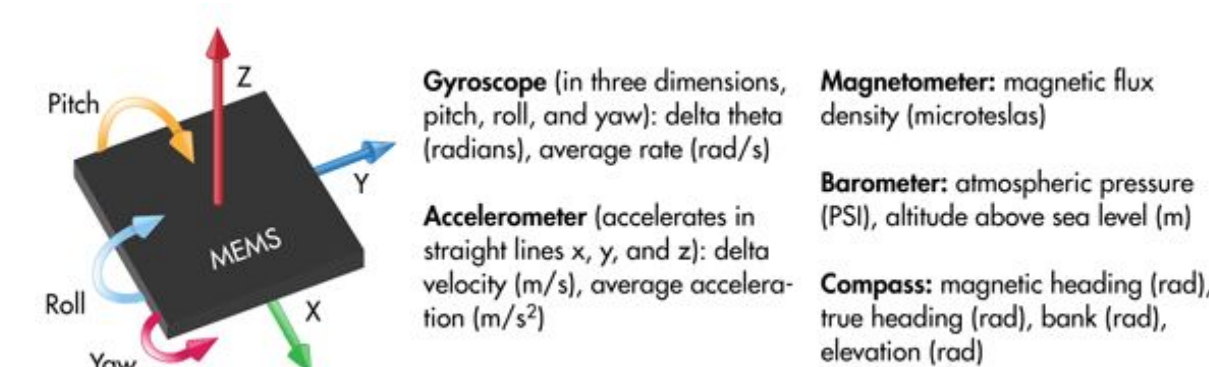 Z
Pitch
Y
MEMS
Roll
X
Yaw
Gyroscope (in three dimensions,
pitch, roll, and yaw): delta theta
(radians), average rate (rad/s)
Accelerometer (accelerates in
straight lines x, y, and z): delta
velocity (m/s), average accelera-
tion (m/s²)
Magnetometer: magnetic flux
density (microteslas)
Barometer: atmospheric pressure
(PSI), altitude above sea level (m)
Compass: magnetic heading (rad),
true heading (rad), bank (rad),
elevation (rad)